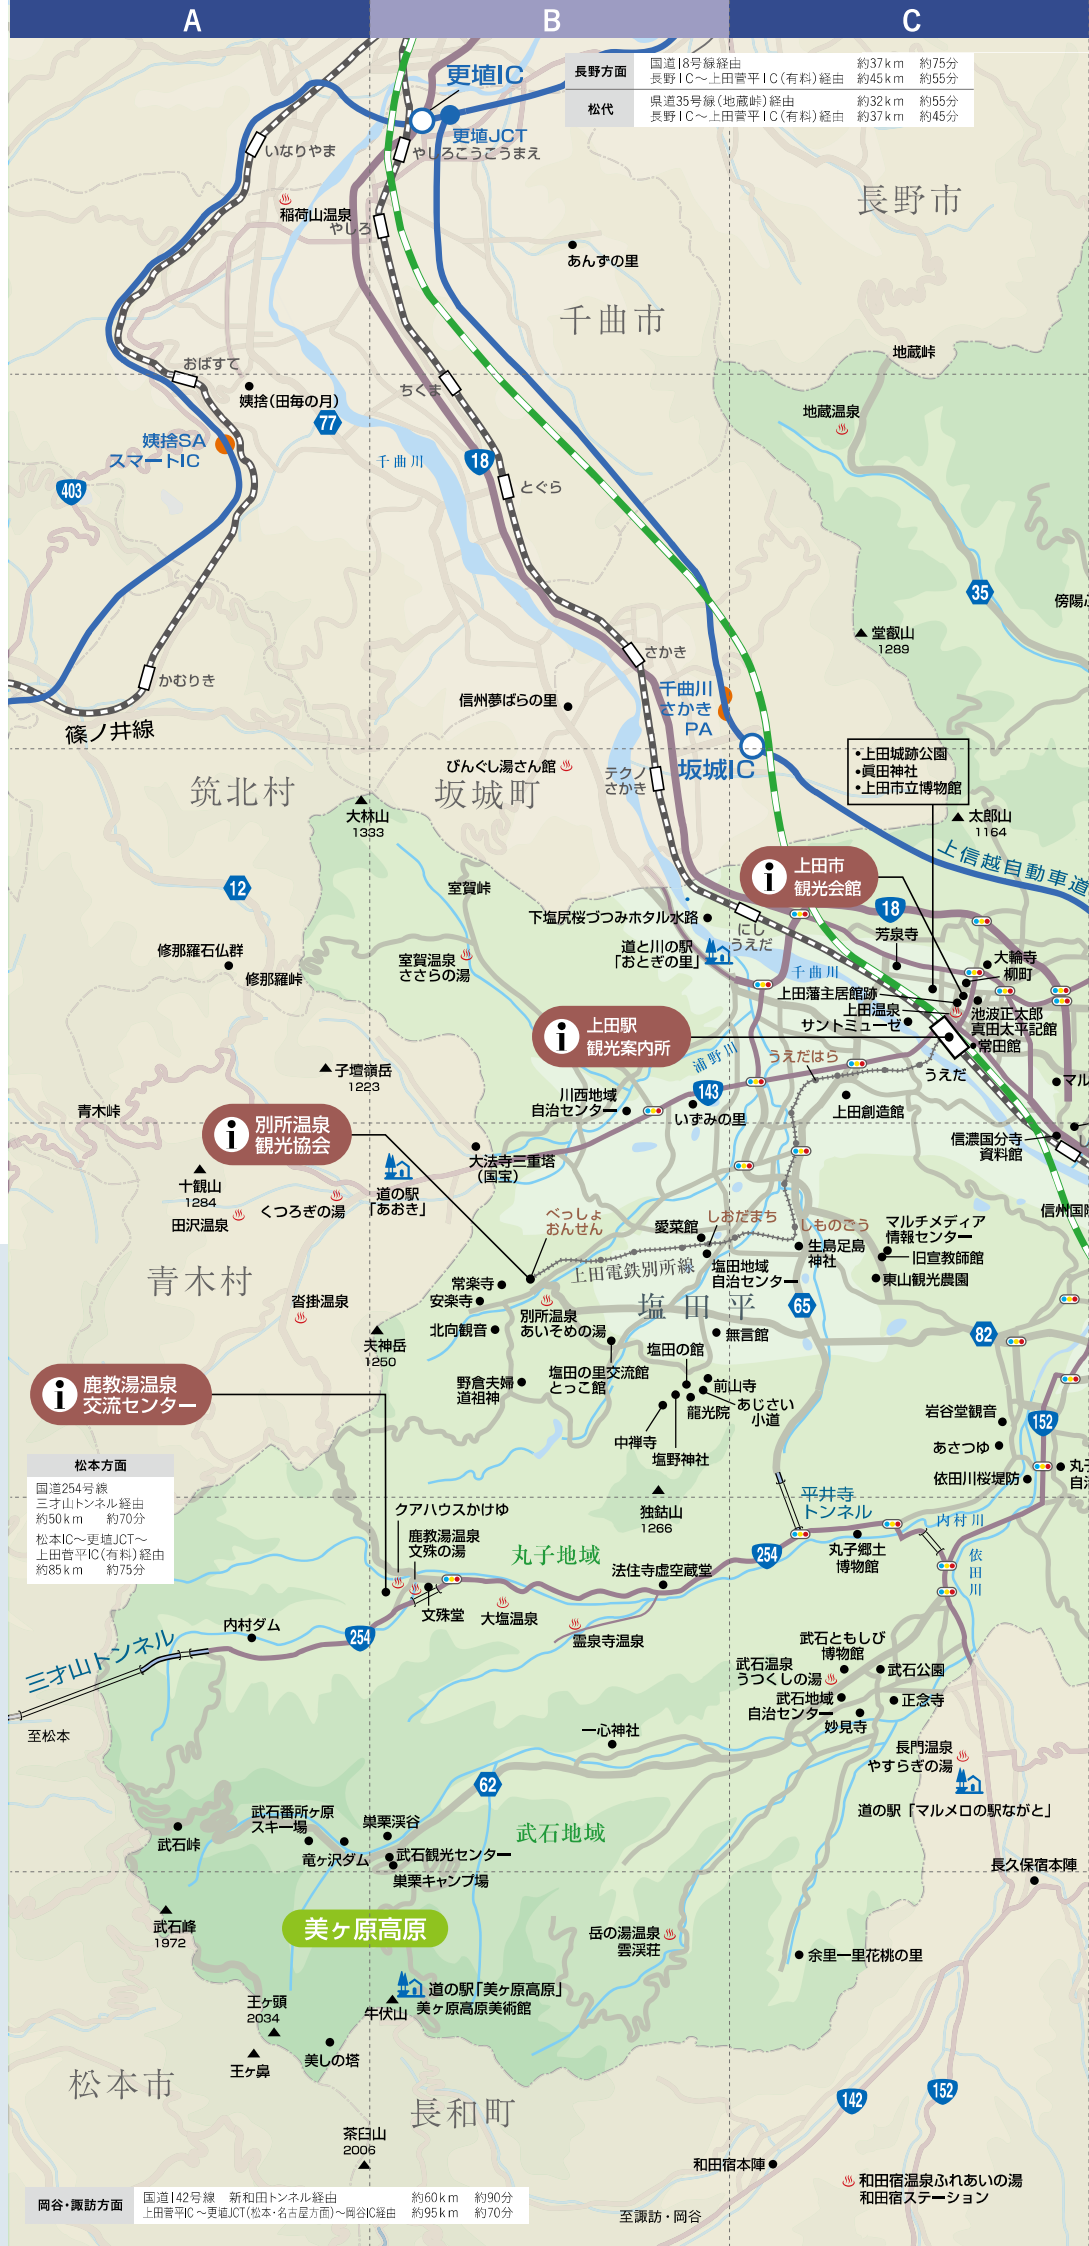 A
B
C
長野方面
国道18号線経由 約37km 約75分
長野IC〜上田菅平IC(有料)経由 約45km 約55分
松代
県道35号線(地蔵峠)経由 約32km 約55分
長野IC〜上田菅平IC(有料)経由 約37km 約45分
更埴IC
更埴JCT
やしろこうこうまえ
いなりやま
稲荷山温泉
やしろ
長野市
あんずの里
千曲市
地蔵峠
おばすて
姨捨(田毎の月)
ちくま
77
地蔵温泉
姨捨SA
スマートIC
千曲川
18
403
とぐら
35
傍陽
堂叡山
1289
さかき
かむりき
千曲川
さかき
PA
信州夢ばらの里
篠ノ井線
坂城IC
びんぐし湯さん館
テクノ
さかき
•上田城跡公園
•眞田神社
•上田市立博物館
筑北村
坂城町
大林山
1333
太郎山
1164
上信越自動車道
上田市
観光会館
室賀峠
12
18
下塩尻桜づつみホタル水路
にし
うえだ
芳泉寺
道と川の駅
「おとぎの里」
修那羅石仏群
修那羅峠
室賀温泉
ささらの湯
千曲川
大輪寺
柳町
上田藩主居館跡
上田温泉
サントミューゼ
池波正太郎
真田太平記館
常田館
上田駅
観光案内所
うえだ
浦野川
うえだはら
子壇嶺岳
1223
マル
143
川西地域
自治センター
いずみの里
上田創造館
青木峠
別所温泉
観光協会
信濃国分寺
資料館
大法寺三重塔
(国宝)
十観山
1284
道の駅
「あおき」
くつろぎの湯
田沢温泉
信州国際
べっしょ
おんせん
愛菜館
しおだまち
しものごう
マルチメディア
情報センター
生島足島
神社
旧宣教師館
上田電鉄別所線
塩田地域
自治センター
東山観光農園
青木村
常楽寺
安楽寺
沓掛温泉
塩田平
65
別所温泉
あいそめの湯
北向観音
夫神岳
1250
無言館
82
塩田の館
塩田の里交流館
とっこ館
鹿教湯温泉
交流センター
野倉夫婦
道祖神
前山寺
あじさい
小道
龍光院
中禅寺
塩野神社
岩谷堂観音
152
あさつゆ
松本方面
国道254号線
三才山トンネル経由
約50km 約70分
松本IC〜更埴JCT〜
上田菅平IC(有料)経由
約85km 約75分
依田川桜堤防
丸子
自治
独鈷山
1266
平井寺
トンネル
クアハウスかけゆ
鹿教湯温泉
文殊の湯
内村川
丸子地域
254
丸子郷土
博物館
依田川
法住寺虚空蔵堂
文殊堂
大塩温泉
内村ダム
254
霊泉寺温泉
三才山トンネル
武石ともしび
博物館
武石温泉
うつくしの湯
武石公園
武石地域
自治センター
正念寺
妙見寺
至松本
一心神社
長門温泉
やすらぎの湯
62
道の駅「マルメロの駅ながと」
武石番所ヶ原
スキー場
巣栗渓谷
武石地域
武石峠
竜ヶ沢ダム
武石観光センター
巣栗キャンプ場
長久保宿本陣
武石峰
1972
美ヶ原高原
岳の湯温泉
雲渓荘
余里一里花桃の里
道の駅「美ヶ原高原」
美ヶ原高原美術館
牛伏山
王ヶ頭
2034
王ヶ鼻
美しの塔
松本市
長和町
142
152
茶臼山
2006
和田宿本陣
和田宿温泉ふれあいの湯
和田宿ステーション
岡谷・諏訪方面
国道142号線 新和田トンネル経由 約60km 約90分
上田菅平IC〜更埴JCT(松本・名古屋方面)〜岡谷IC経由 約95km 約70分
至諏訪・岡谷